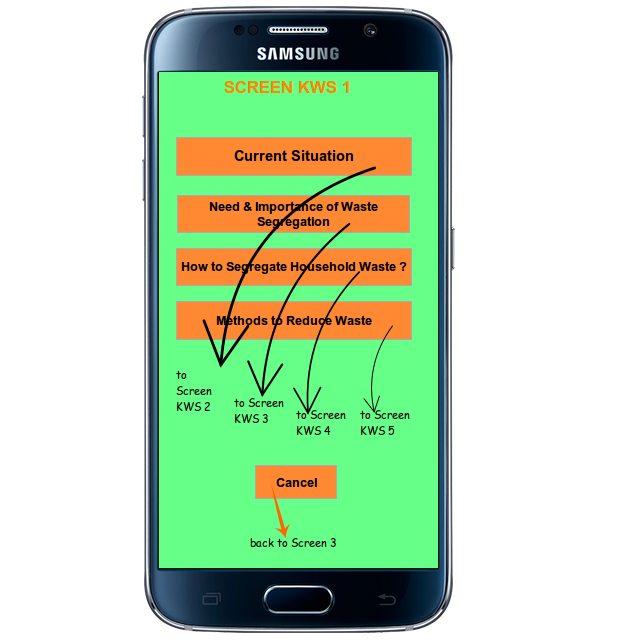 SAMSUNG
SCREEN KWS 1
Current Situation
Need & Importance of Waste
Segregation
How to Segregate Household Waste ?
Methods to Reduce Waste
to
Screen
KWS 2
to Screen
KWS 3
to Screen
KWS 4
to Screen
KWS 5
Cancel
back to Screen 3